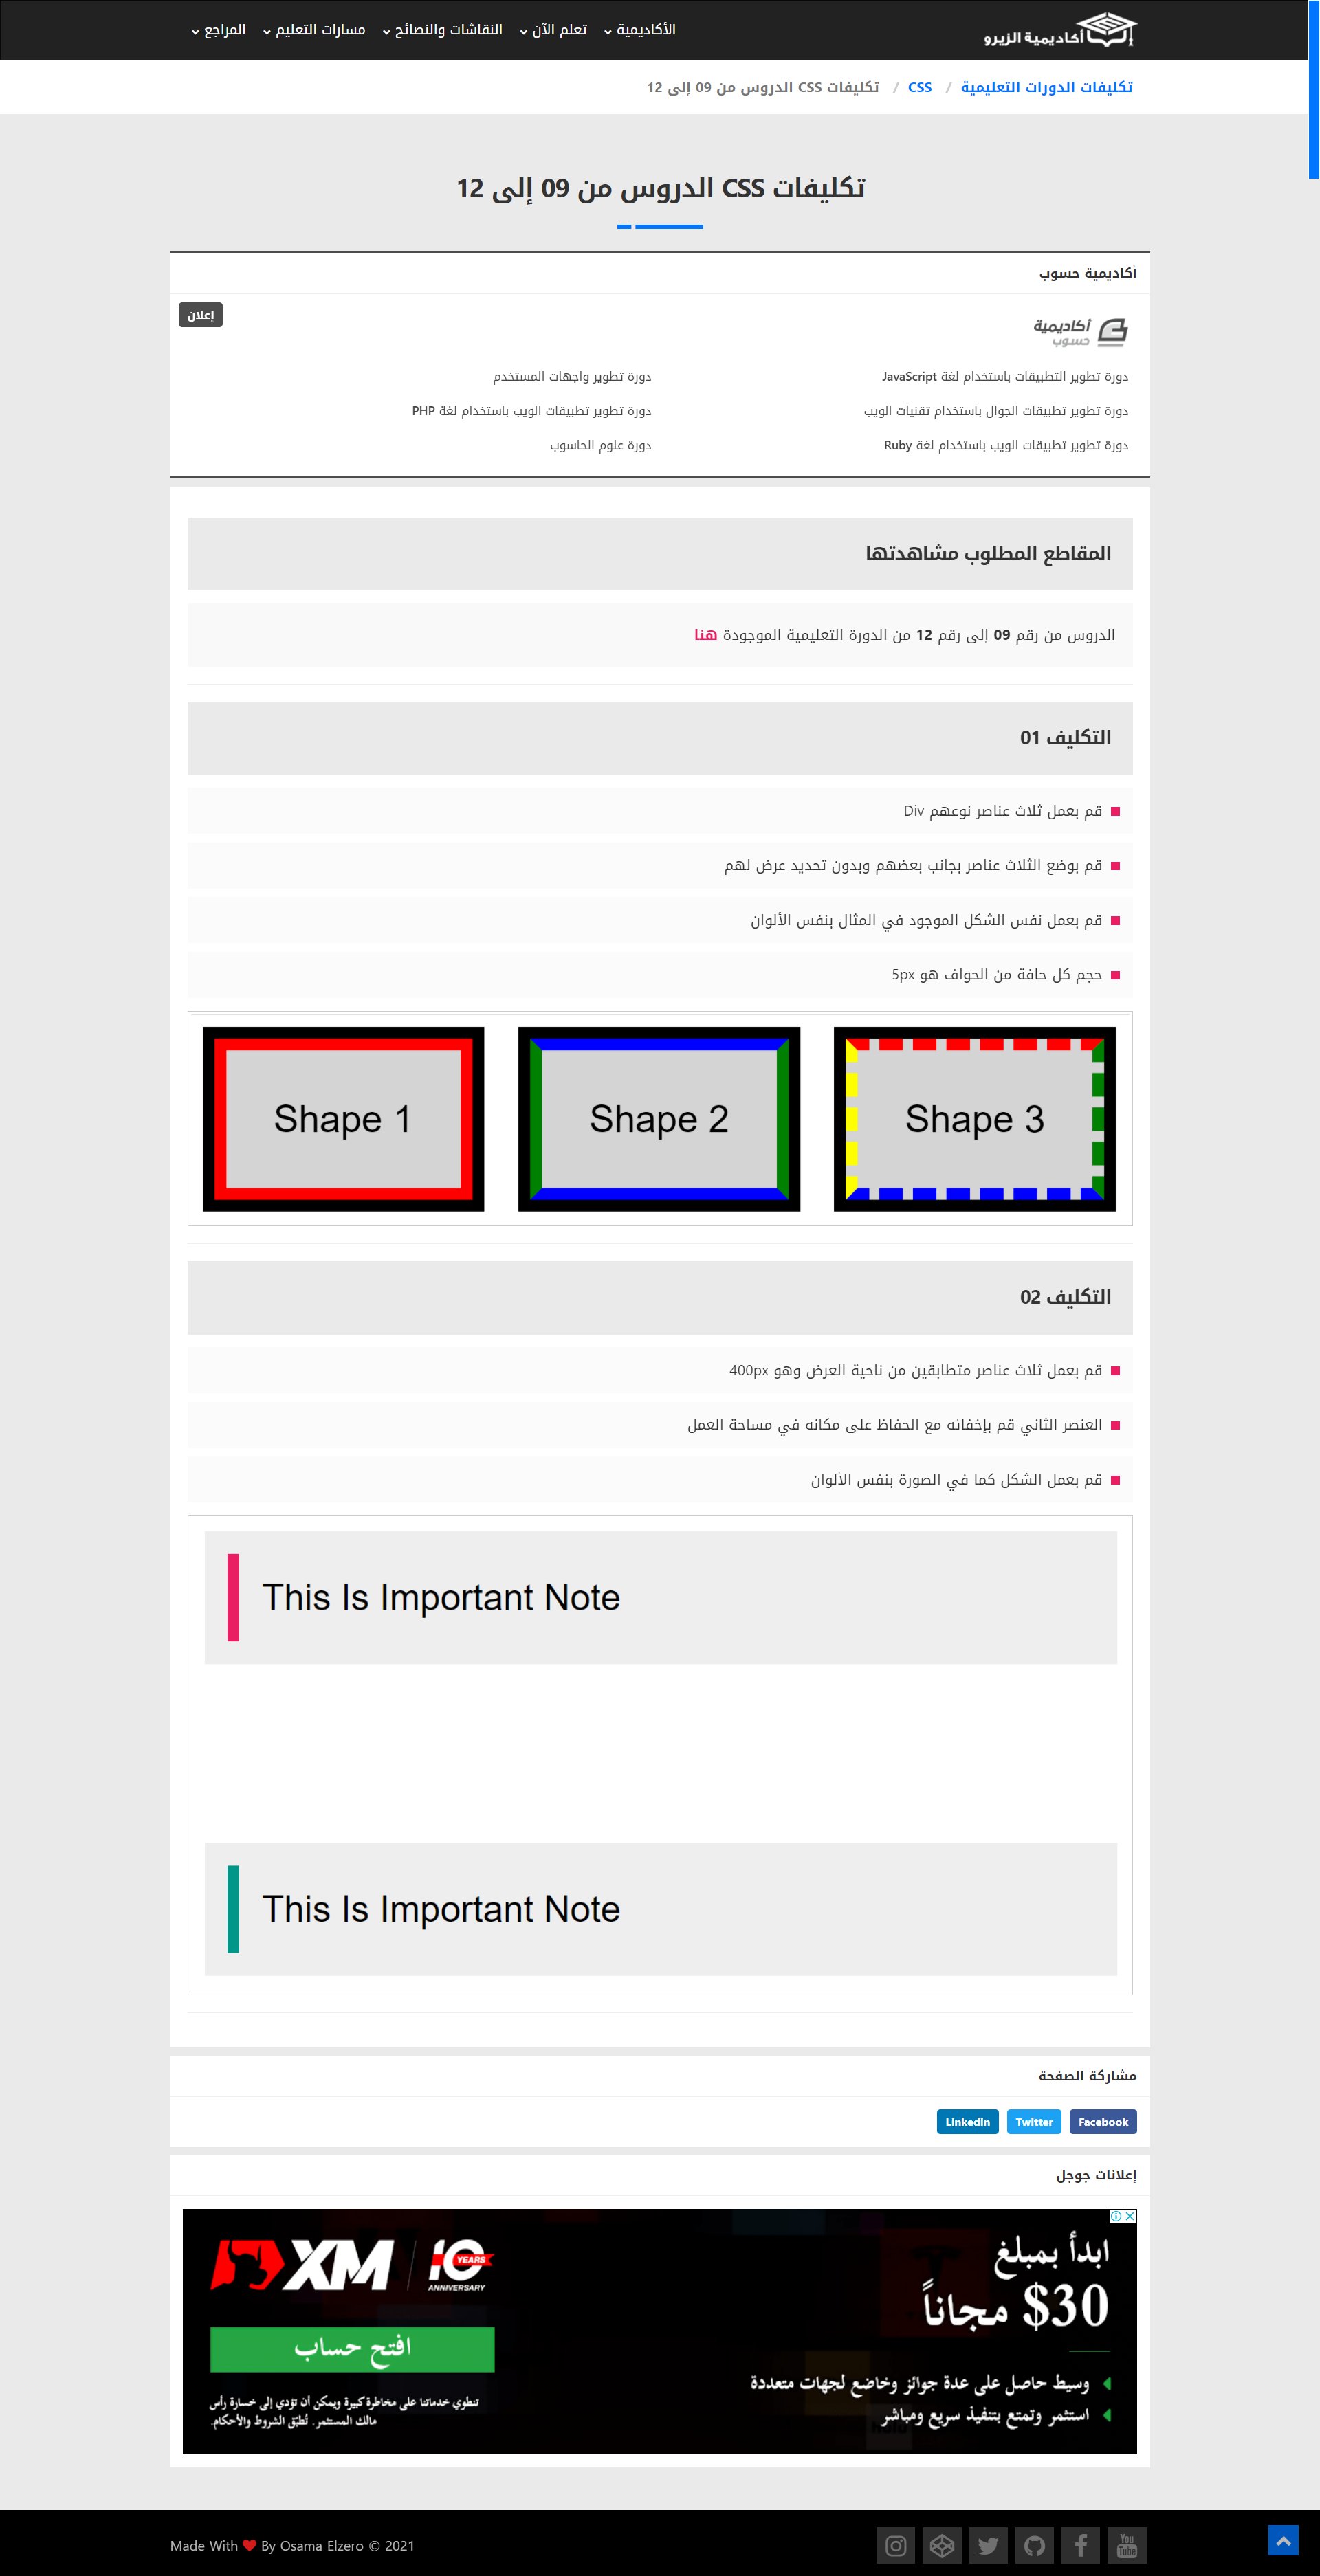 أكاديمية الزيرو
الأكاديمية
تعلم الآن
النقاشات والنصائح
مسارات التعليم
المراجع
تكليفات الدورات التعليمية / CSS / تكليفات CSS الدروس من 09 إلى 12
تكليفات CSS الدروس من 09 إلى 12
أكاديمية حسوب
إعلان
أكاديمية
حسوب
دورة تطوير التطبيقات باستخدام لغة JavaScript
دورة تطوير واجهات المستخدم
دورة تطوير تطبيقات الجوال باستخدام تقنيات الويب
دورة تطوير تطبيقات الويب باستخدام لغة PHP
دورة تطوير تطبيقات الويب باستخدام لغة Ruby
دورة علوم الحاسوب
المقاطع المطلوب مشاهدتها
الدروس من رقم 09 إلى رقم 12 من الدورة التعليمية الموجودة هنا
التكليف 01
قم بعمل ثلاث عناصر نوعهم Div
قم بوضع الثلاث عناصر بجانب بعضهم وبدون تحديد عرض لهم
قم بعمل نفس الشكل الموجود في المثال بنفس الألوان
حجم كل حافة من الحواف هو 5px
Shape 1
Shape 2
Shape 3
التكليف 02
قم بعمل ثلاث عناصر متطابقين من ناحية العرض وهو 400px
العنصر الثاني قم بإخفائه مع الحفاظ على مكانه في مساحة العمل
قم بعمل الشكل كما في الصورة بنفس الألوان
This Is Important Note
This Is Important Note
مشاركة الصفحة
Facebook
Twitter
Linkedin
إعلانات جوجل
XM
10 YEARS
ANNIVERSARY
ابدأ بمبلغ
30$ مجاناً
افتح حساب
وسيط حاصل على عدة جوائز وخاضع لجهات متعددة
استثمر وتمتع بتنفيذ سريع ومباشر
تنطوي خدماتنا على مخاطرة كبيرة ويمكن أن تؤدي إلى خسارة رأس
مالك المستثمر. تُطبّق الشروط والأحكام.
You
Tube
Made With ❤ By Osama Elzero © 2021